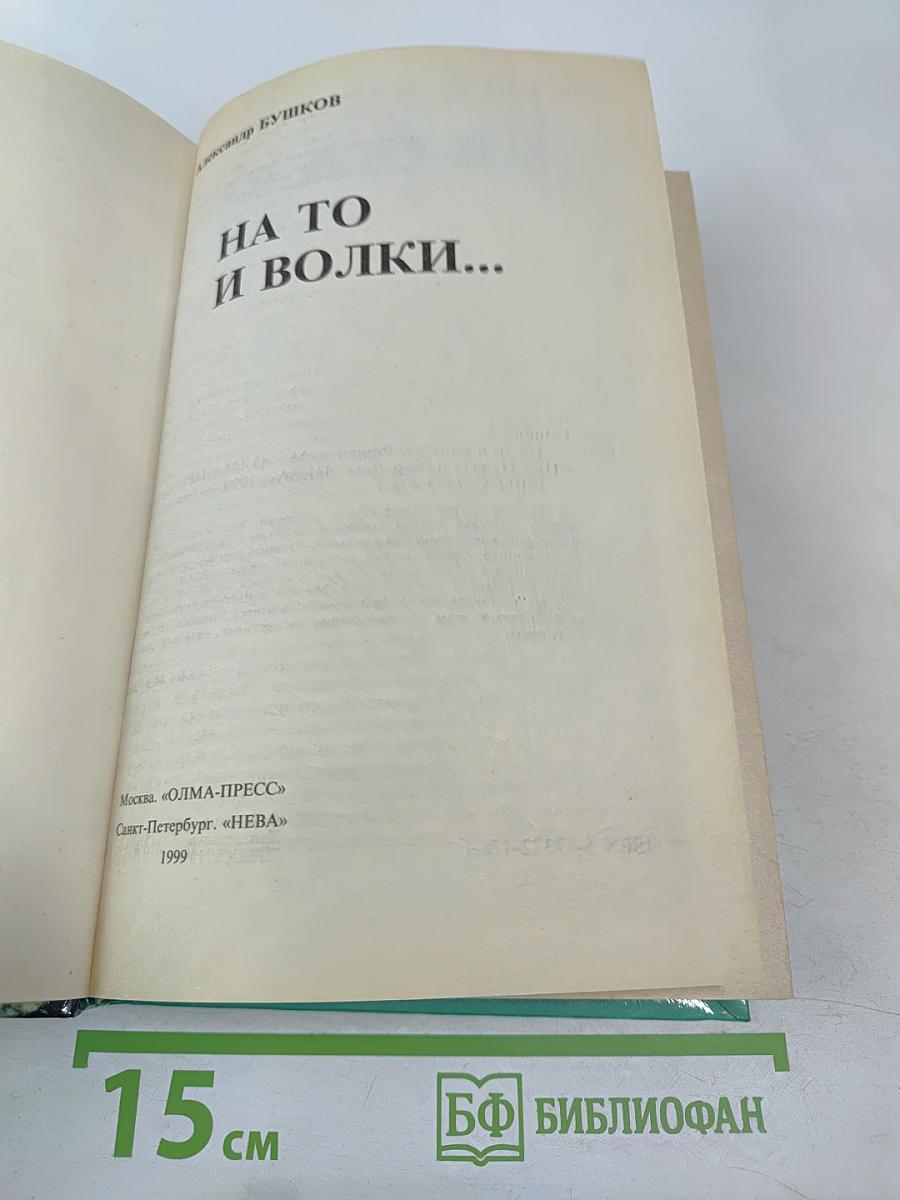 Александр БУШКОВ
НА ТО
И ВОЛКИ...
Москва. «ОЛМА-ПРЕСС»
Санкт-Петербург. «НЕВА»
1999
15 см
БФ БИБЛИОФАН